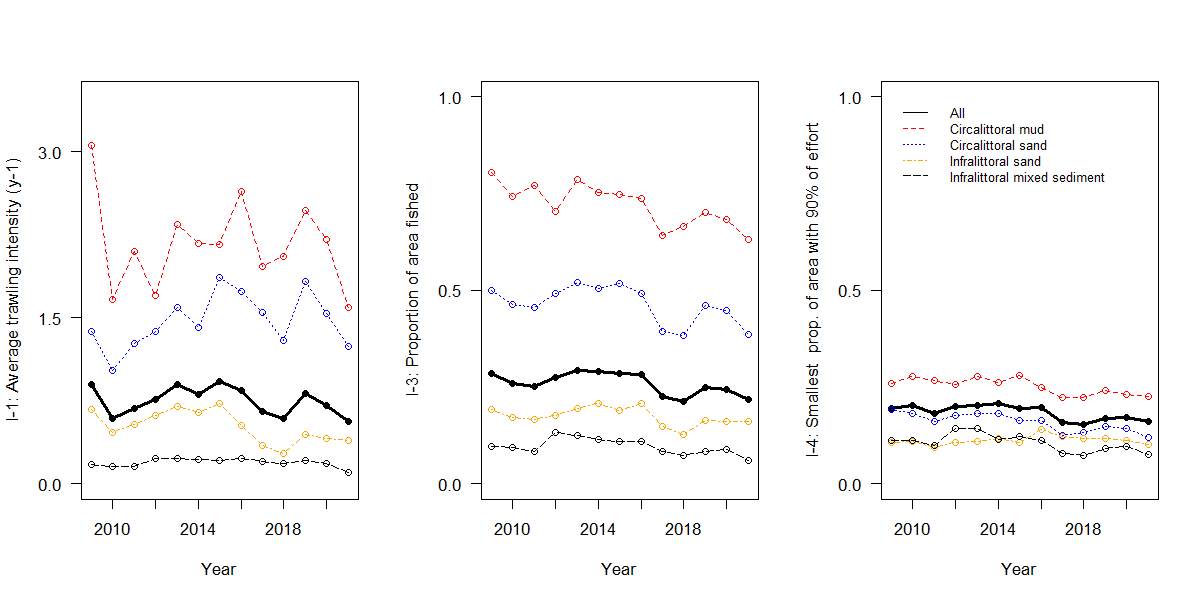 I-1: Average trawling intensity (y-1)
3.0
1.5
0.0
2010
2014
2018
Year
I-3: Proportion of area fished
1.0
0.5
0.0
2010
2014
2018
Year
I-4: Smallest prop. of area with 90% of effort
1.0
0.5
0.0
All
Circalittoral mud
Circalittoral sand
Infralittoral sand
Infralittoral mixed sediment
2010
2014
2018
Year